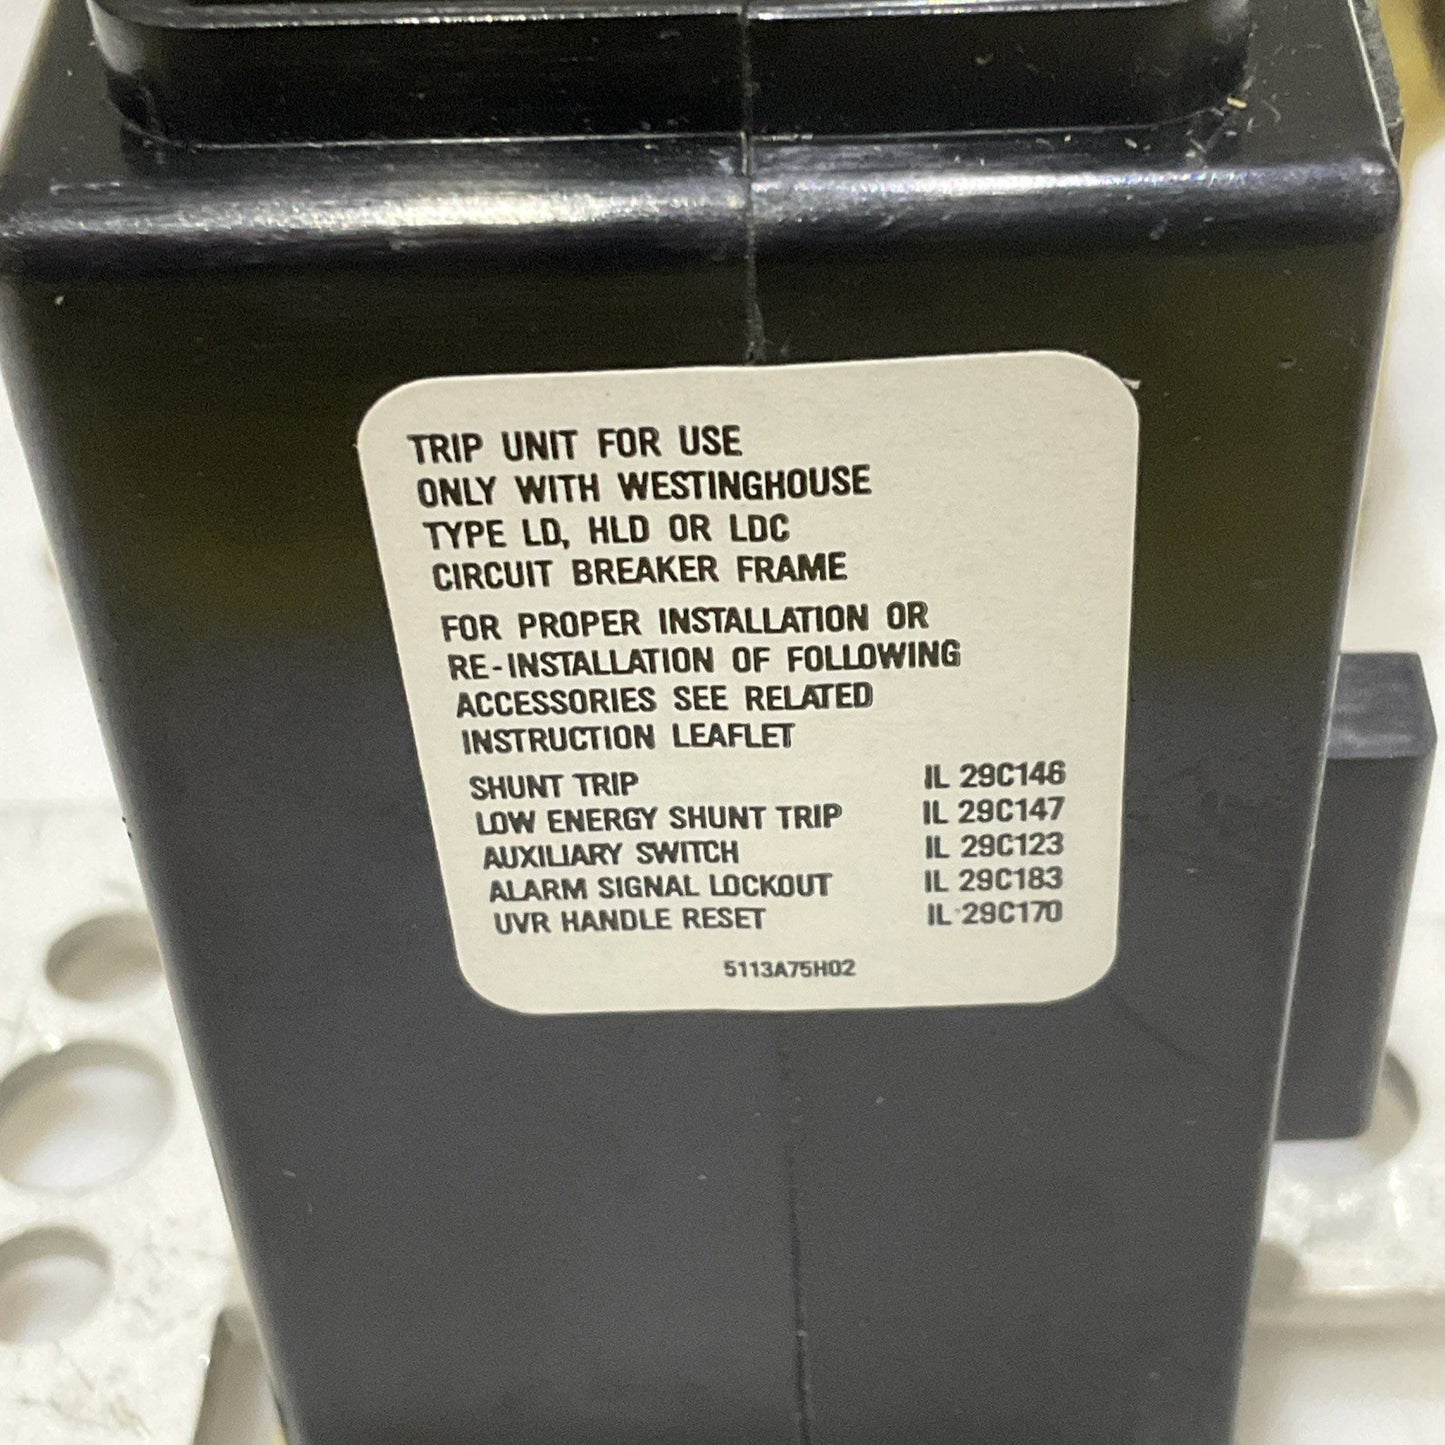 TRIP UNIT FOR USE
ONLY WITH WESTINGHOUSE
TYPE LD, HLD OR LDC
CIRCUIT BREAKER FRAME
FOR PROPER INSTALLATION OR
RE-INSTALLATION OF FOLLOWING
ACCESSORIES SEE RELATED
INSTRUCTION LEAFLET
SHUNT TRIP IL 29C146
LOW ENERGY SHUNT TRIP IL 29C147
AUXILIARY SWITCH IL 29C123
ALARM SIGNAL LOCKOUT IL 29C183
UVR HANDLE RESET IL 29C170
5113A75H02